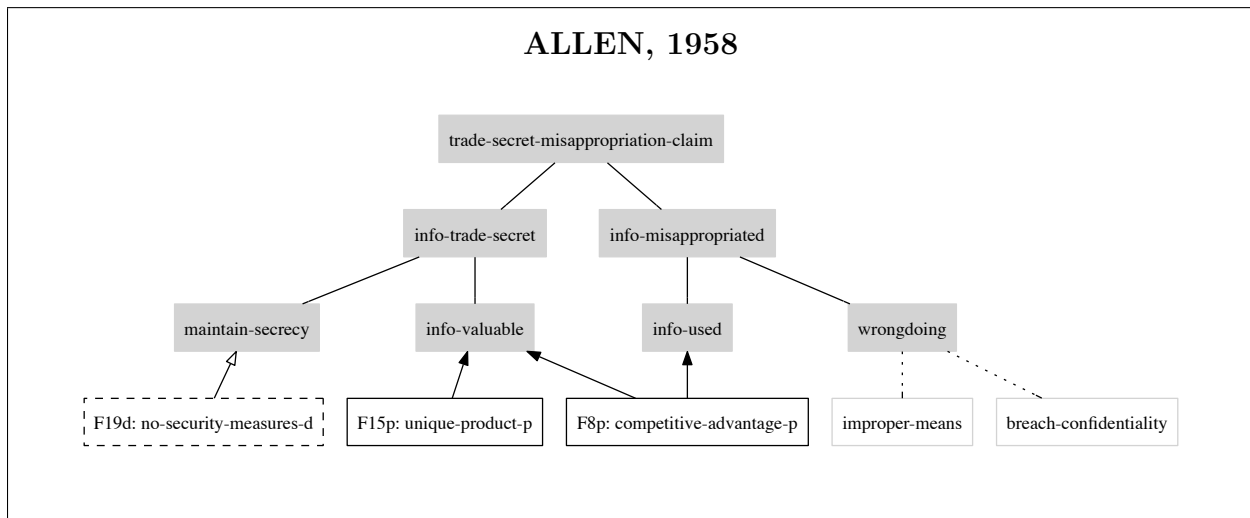 ALLEN, 1958
trade-secret-misappropriation-claim
info-trade-secret
info-misappropriated
maintain-secrecy
info-valuable
info-used
wrongdoing
F19d: no-security-measures-d
F15p: unique-product-p
F8p: competitive-advantage-p
improper-means
breach-confidentiality